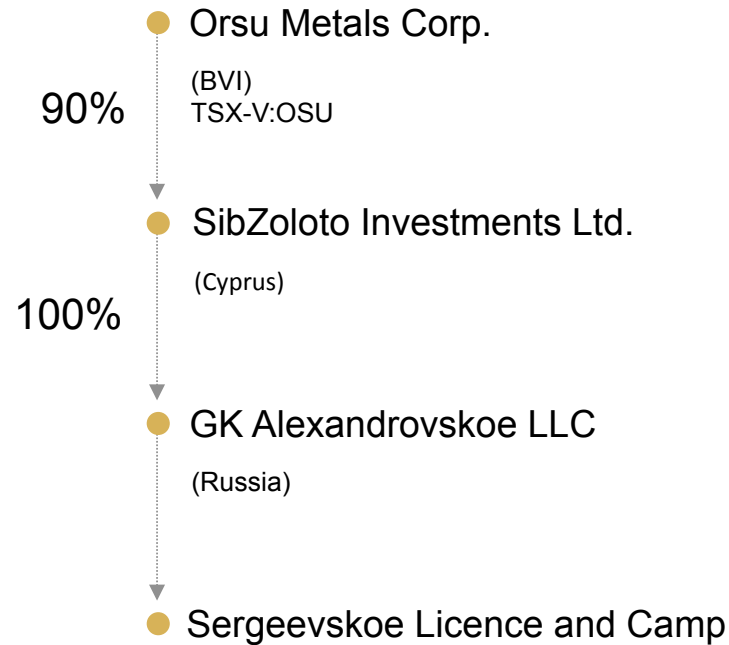 Orsu Metals Corp.
(BVI)
TSX-V:OSU
90%
SibZoloto Investments Ltd.
(Cyprus)
100%
GK Alexandrovskoe LLC
(Russia)
Sergeevskoe Licence and Camp